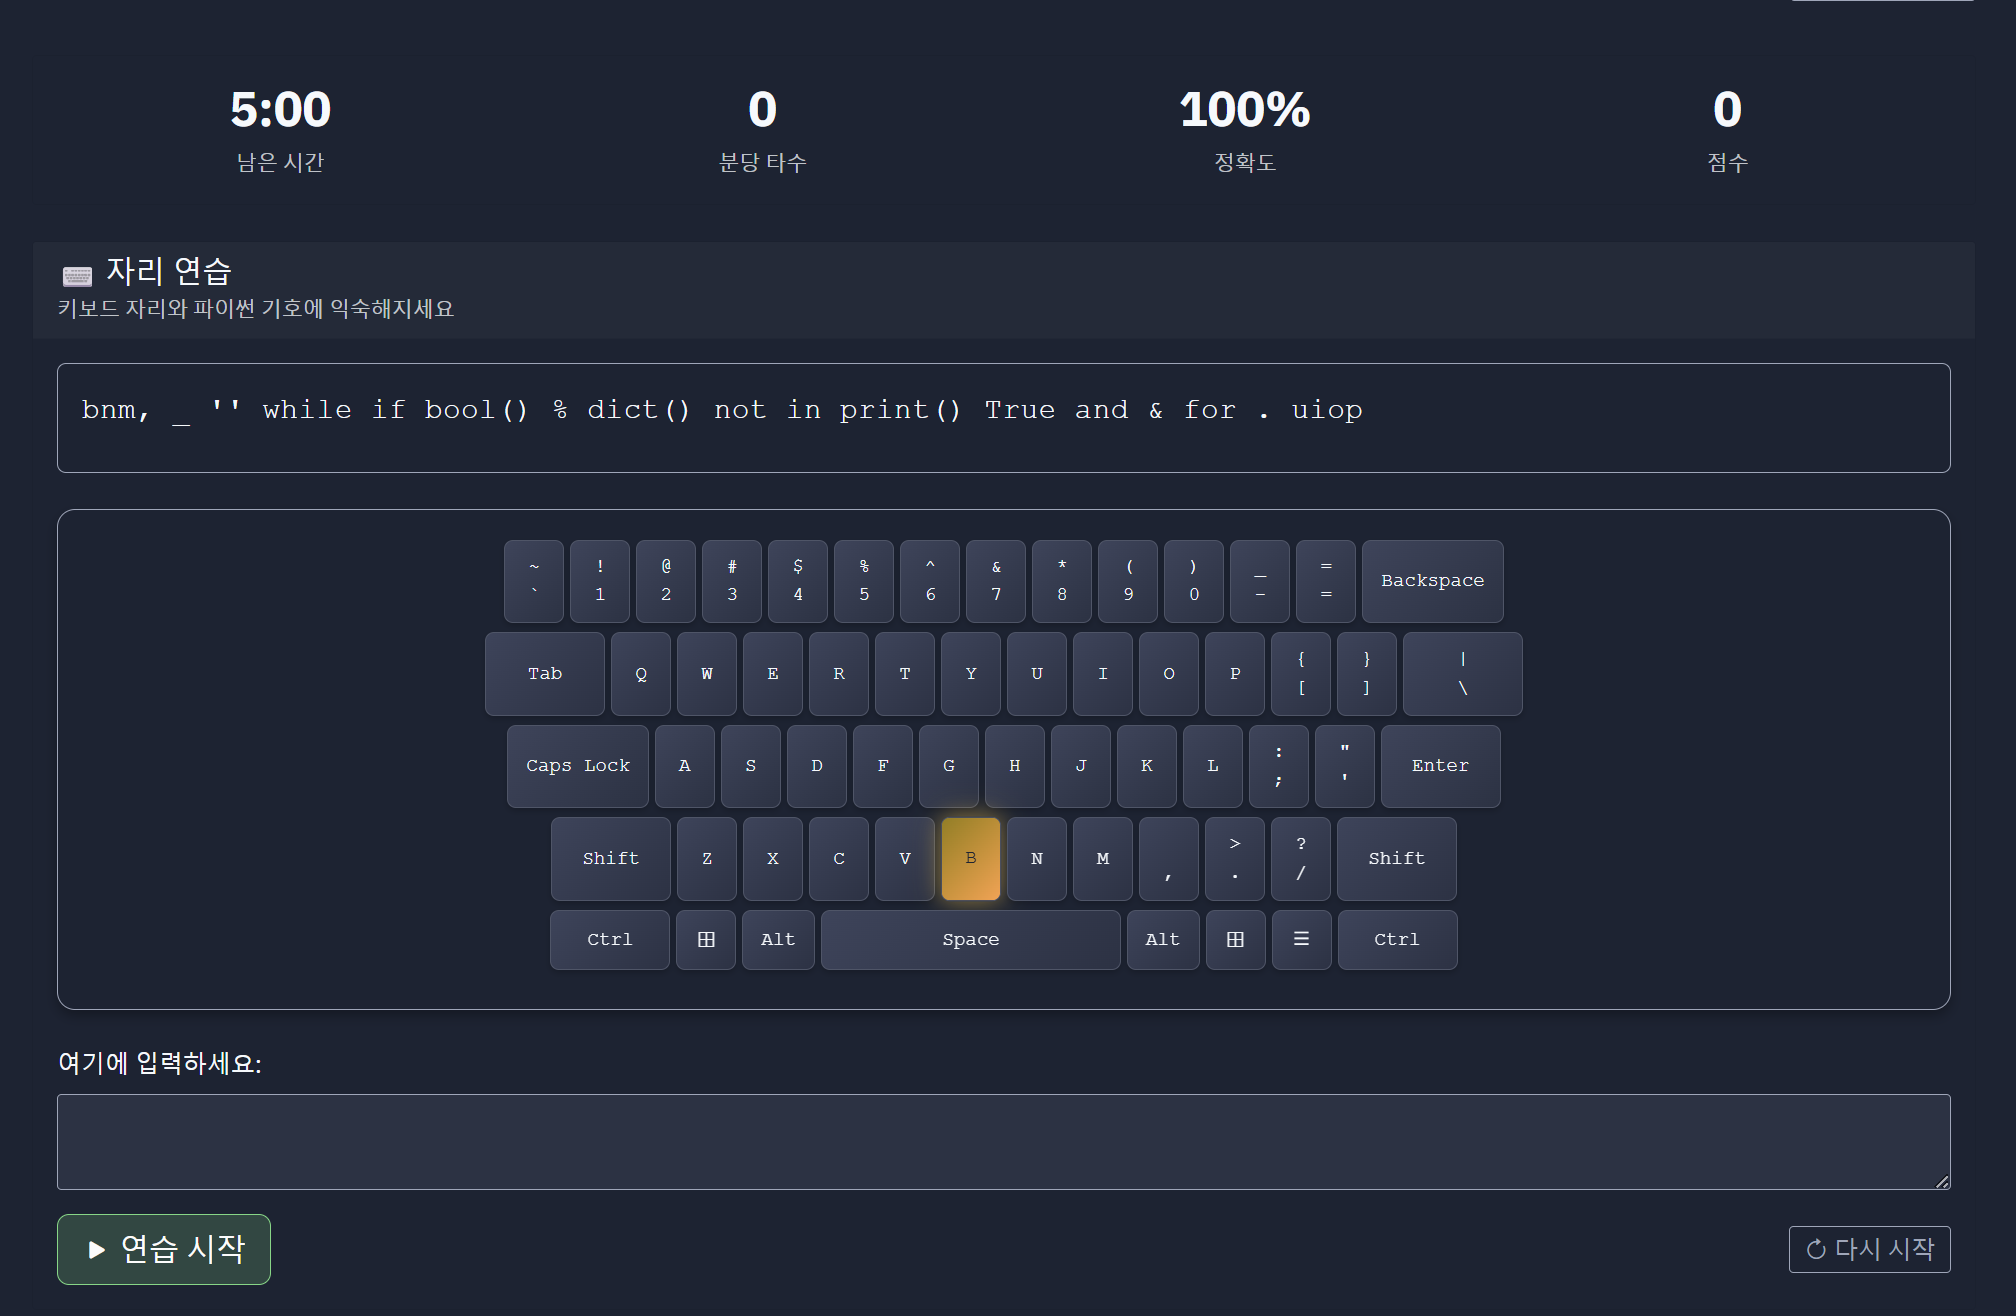 5:00 0 100% 0
남은 시간 분당 타수 정확도 점수
자리 연습
키보드 자리와 파이썬 기호에 익숙해지세요
bnm, _ '' while if bool() % dict() not in print() True and & for . uiop
~ ! @ # $ % ^ & * ( ) _ =
` 1 2 3 4 5 6 7 8 9 0 - = Backspace
{ } |
Tab Q W E R T Y U I O P [ ] \
: "
Caps Lock A S D F G H J K L ; ' Enter
> ?
Shift Z X C V B N M , . / Shift
Ctrl Alt Space Alt Ctrl
여기에 입력하세요:
연습 시작
다시 시작